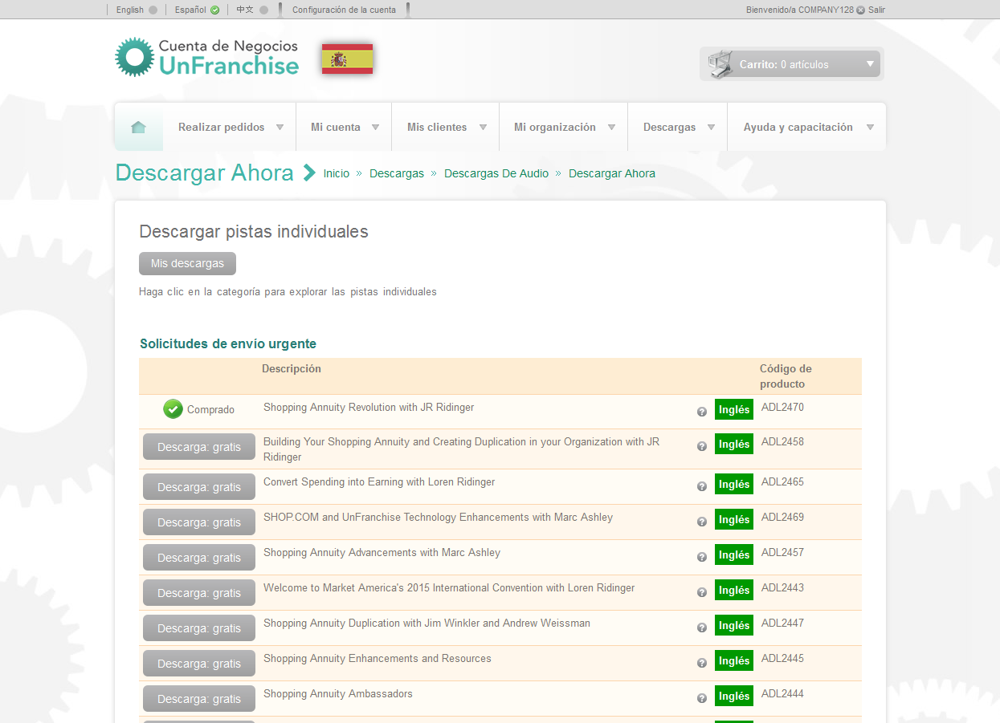 English Español 中文 Configuración de la cuenta Bienvenido/a COMPANY128 Salir
Cuenta de Negocios
UnFranchise
Carrito: 0 artículos
Realizar pedidos Mi cuenta Mis clientes Mi organización Descargas Ayuda y capacitación
Descargar Ahora Inicio » Descargas » Descargas De Audio » Descargar Ahora
Descargar pistas individuales
Mis descargas
Haga clic en la categoría para explorar las pistas individuales
Solicitudes de envío urgente
Descripción Código de
producto
Comprado Shopping Annuity Revolution with JR Ridinger ? Inglés ADL2470
Descarga: gratis Building Your Shopping Annuity and Creating Duplication in your Organization with JR ? Inglés ADL2458
Ridinger
Descarga: gratis Convert Spending into Earning with Loren Ridinger ? Inglés ADL2465
Descarga: gratis SHOP.COM and UnFranchise Technology Enhancements with Marc Ashley ? Inglés ADL2469
Descarga: gratis Shopping Annuity Advancements with Marc Ashley ? Inglés ADL2457
Descarga: gratis Welcome to Market America's 2015 International Convention with Loren Ridinger ? Inglés ADL2443
Descarga: gratis Shopping Annuity Duplication with Jim Winkler and Andrew Weissman ? Inglés ADL2447
Descarga: gratis Shopping Annuity Enhancements and Resources ? Inglés ADL2445
Descarga: gratis Shopping Annuity Ambassadors ? Inglés ADL2444